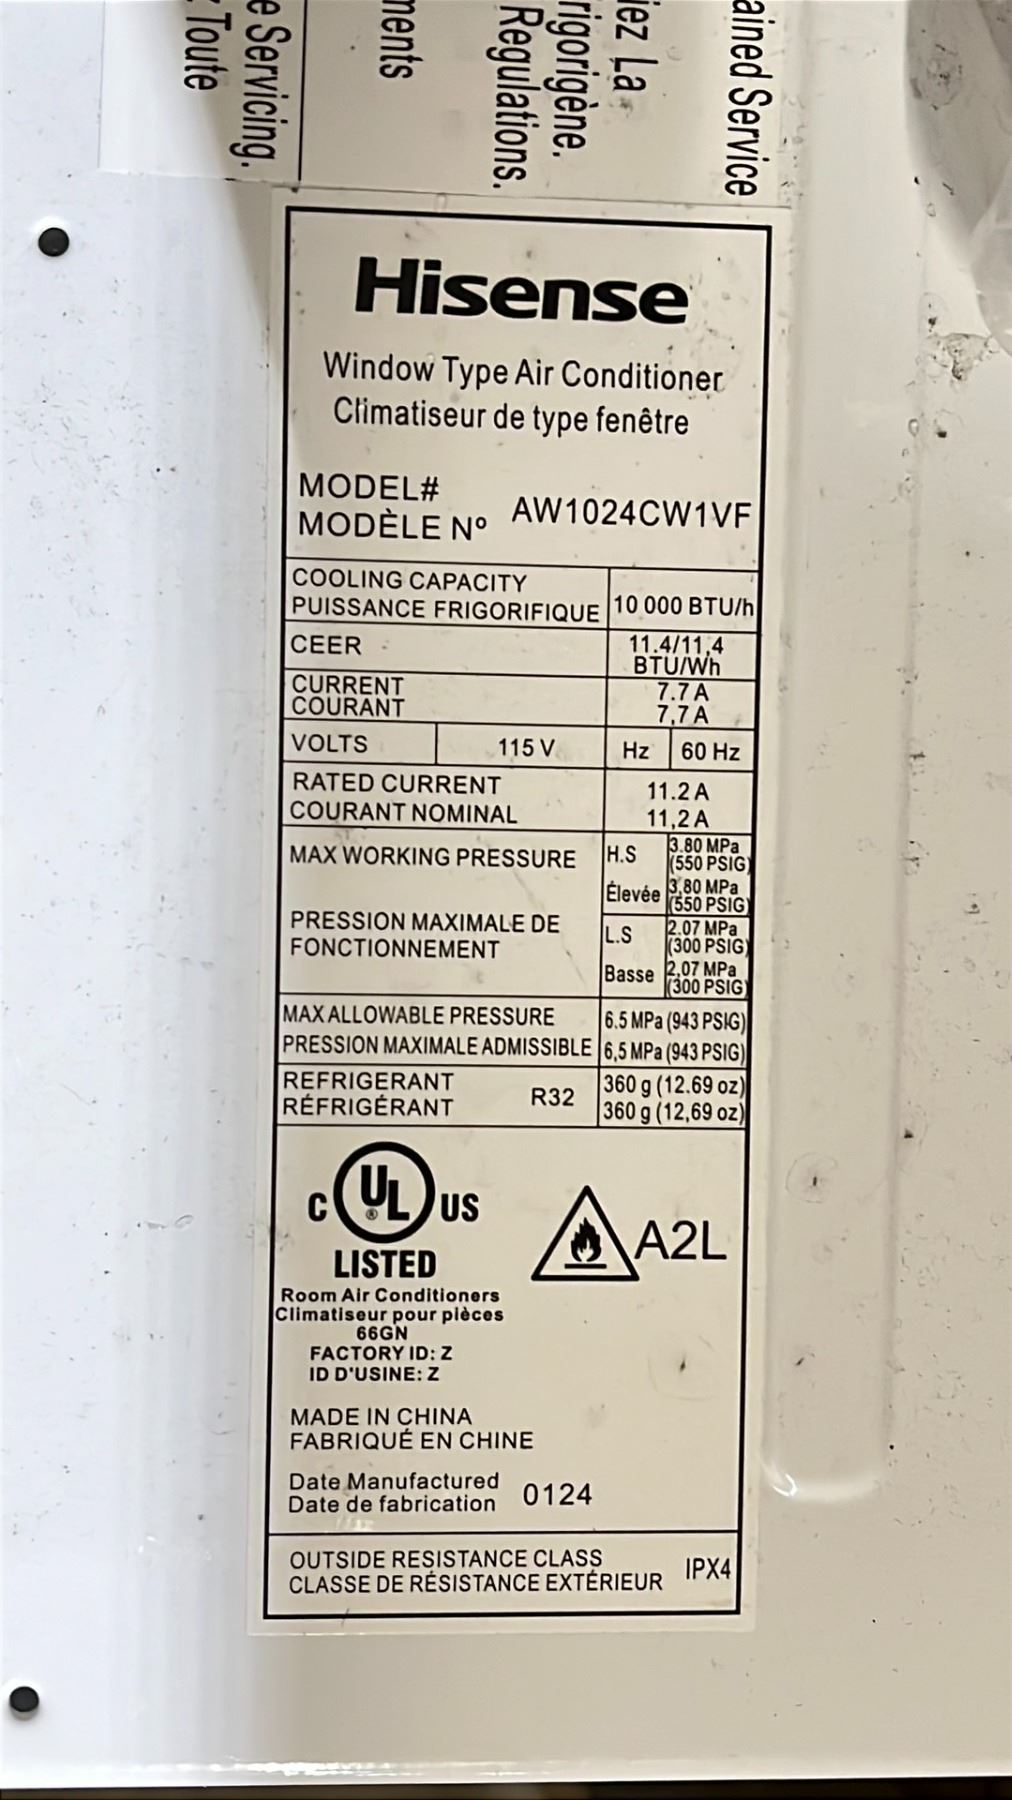 ained Service
iez La
rigorigène.
Regulations.
ments
e Servicing.
Toute
Hisense
Window Type Air Conditioner
Climatiseur de type fenêtre
MODEL#
MODÈLE Nº AW1024CW1VF
COOLING CAPACITY
PUISSANCE FRIGORIFIQUE 10 000 BTU/h
CEER 11.4/11,4
BTU/Wh
CURRENT 7.7 A
COURANT 7,7 A
VOLTS 115 V Hz 60 Hz
RATED CURRENT 11.2 A
COURANT NOMINAL 11,2 A
MAX WORKING PRESSURE H.S 3.80 MPa
(550 PSIG)
Élevée 3,80 MPa
(550 PSIG)
PRESSION MAXIMALE DE
FONCTIONNEMENT L.S 2.07 MPa
(300 PSIG)
Basse 2,07 MPa
(300 PSIG)
MAX ALLOWABLE PRESSURE 6.5 MPa (943 PSIG)
PRESSION MAXIMALE ADMISSIBLE 6,5 MPa (943 PSIG)
REFRIGERANT R32 360 g (12.69 oz)
RÉFRIGÉRANT 360 g (12,69 oz)
C UL US
®
LISTED
A2L
Room Air Conditioners
Climatiseur pour pièces
66GN
FACTORY ID: Z
ID D'USINE: Z
MADE IN CHINA
FABRIQUÉ EN CHINE
Date Manufactured
Date de fabrication 0124
OUTSIDE RESISTANCE CLASS
CLASSE DE RÉSISTANCE EXTÉRIEUR IPX4